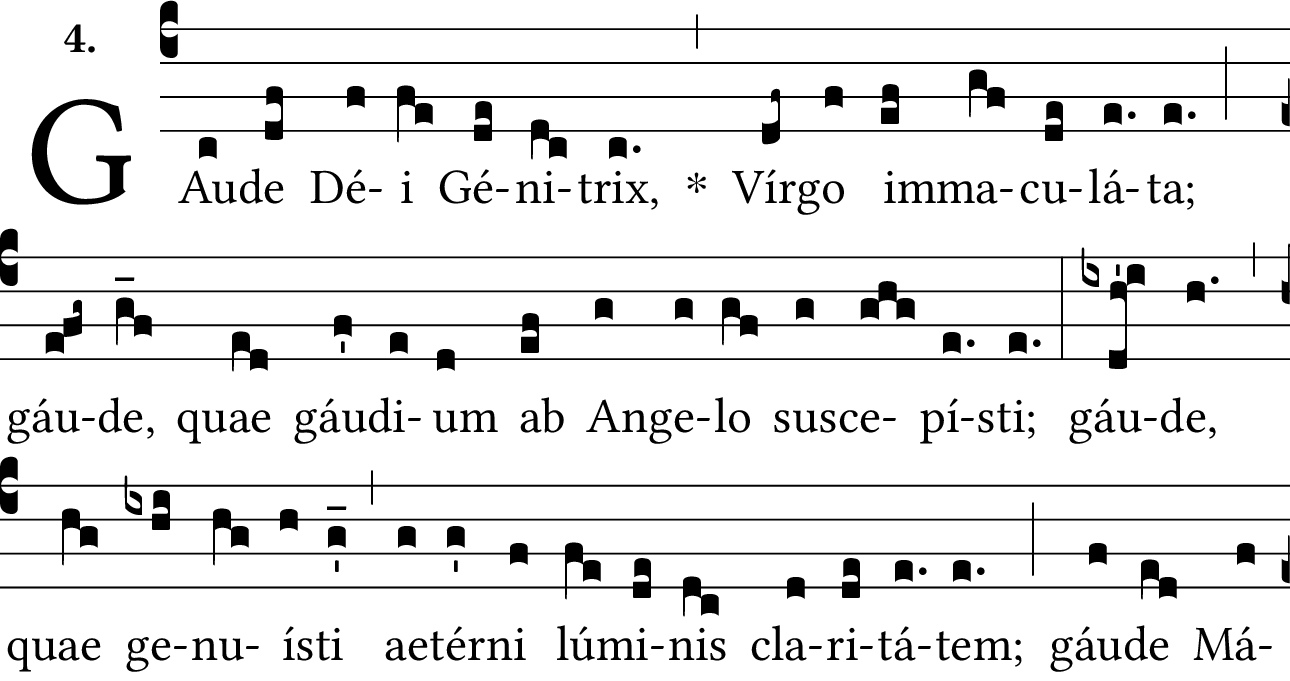 4.
GAude Dé-i Gé-ni-trix, * Vírgo imma-cu-lá-ta;
gáu-de, quae gáudi-um ab Ange-lo susce-pí-sti; gáu-de,
quae ge-nu-ísti aetérni lúmi-nis cla-ri-tá-tem; gáude Má-